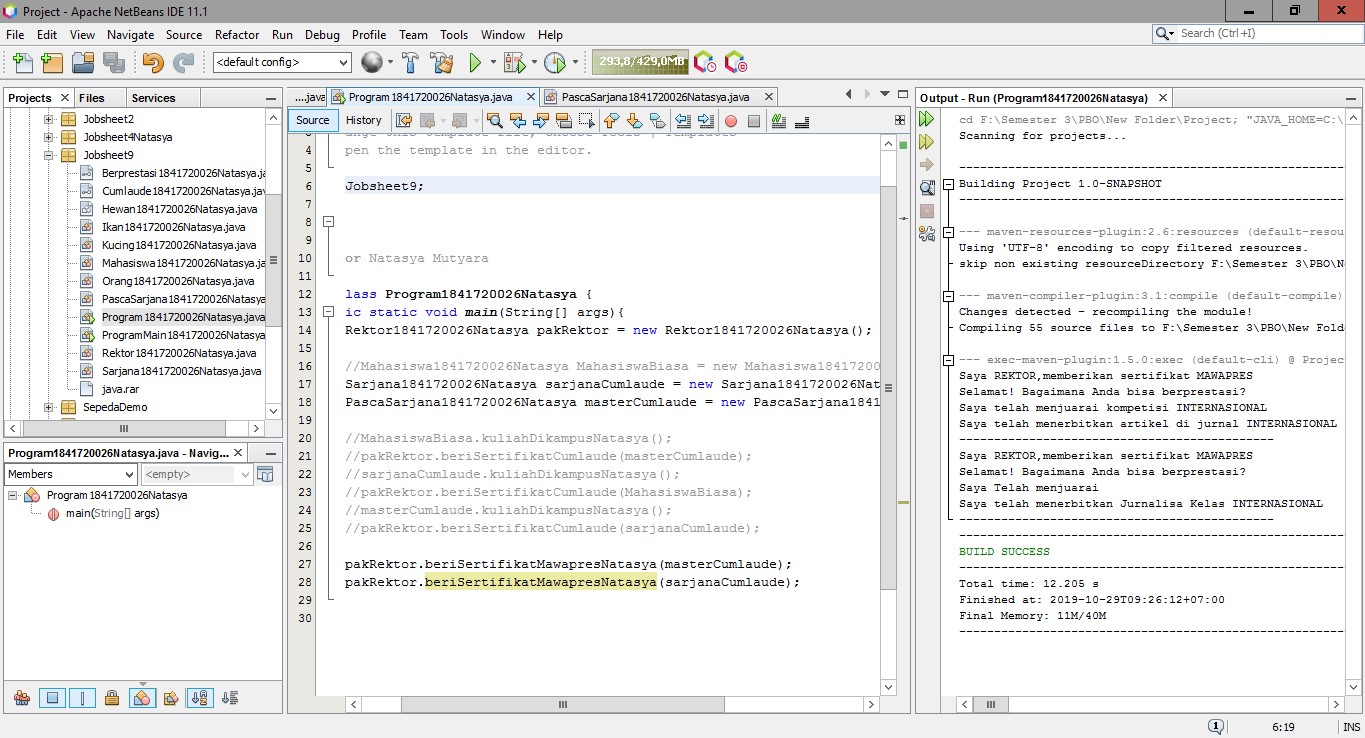 Project - Apache NetBeans IDE 11.1
File Edit View Navigate Source Refactor Run Debug Profile Team Tools Window Help
Search (Ctrl+I)
<default config>
293,8/429,0MB
Projects Files Services
Jobsheet2
Jobsheet4Natasya
Jobsheet9
Berprestasi1841720026Natasya.ja
Cumlaude1841720026Natasya.jav
Hewan1841720026Natasya.java
Ikan1841720026Natasya.java
Kucing1841720026Natasya.java
Mahasiswa1841720026Natasya.ja
Orang1841720026Natasya.java
PascaSarjana1841720026Natasya
Program1841720026Natasya.java
ProgramMain1841720026Natasya
Rektor1841720026Natasya.java
Sarjana1841720026Natasya.java
java.rar
SepedaDemo
Program1841720026Natasya.java - Navig...
Members
<empty>
Program1841720026Natasya
main(String[] args)
....java Program1841720026Natasya.java PascaSarjana1841720026Natasya.java
Source History
4 pen the template in the editor.
5
6 Jobsheet9;
7
8
9
10 or Natasya Mutyara
11
12 lass Program1841720026Natasya {
13 ic static void main(String[] args){
14 Rektor1841720026Natasya pakRektor = new Rektor1841720026Natasya();
15
16 //Mahasiswa1841720026Natasya MahasiswaBiasa = new Mahasiswa18417200
17 Sarjana1841720026Natasya sarjanaCumlaude = new Sarjana1841720026Nat
18 PascaSarjana1841720026Natasya masterCumlaude = new PascaSarjana1841
19
20 //MahasiswaBiasa.kuliahDikampusNatasya();
21 //pakRektor.beriSertifikatCumlaude(masterCumlaude);
22 //sarjanaCumlaude.kuliahDikampusNatasya();
23 //pakRektor.beriSertifikatCumlaude(MahasiswaBiasa);
24 //masterCumlaude.kuliahDikampusNatasya();
25 //pakRektor.beriSertifikatCumlaude(sarjanaCumlaude);
26
27 pakRektor.beriSertifikatMawapresNatasya(masterCumlaude);
28 pakRektor.beriSertifikatMawapresNatasya(sarjanaCumlaude);
29
30
Output - Run (Program1841720026Natasya)
cd F:\Semester 3\PBO\New Folder\Project; "JAVA_HOME=C:\
Scanning for projects...
Building Project 1.0-SNAPSHOT
--- maven-resources-plugin:2.6:resources (default-resou
Using 'UTF-8' encoding to copy filtered resources.
skip non existing resourceDirectory F:\Semester 3\PBO\N
--- maven-compiler-plugin:3.1:compile (default-compile)
Changes detected - recompiling the module!
Compiling 55 source files to F:\Semester 3\PBO\New Fold
--- exec-maven-plugin:1.5.0:exec (default-cli) @ Projec
Saya REKTOR,memberikan sertifikat MAWAPRES
Selamat! Bagaimana Anda bisa berprestasi?
Saya telah menjuarai kompetisi INTERNASIONAL
Saya telah menerbitkan artikel di jurnal INTERNASIONAL
---------------------------------------
Saya REKTOR,memberikan sertifikat MAWAPRES
Selamat! Bagaimana Anda bisa berprestasi?
Saya Telah menjuarai
Saya telah menerbitkan Jurnalisa Kelas INTERNASIONAL
---------------------------------------
BUILD SUCCESS
Total time: 12.205 s
Finished at: 2019-10-29T09:26:12+07:00
Final Memory: 11M/40M
1
6:19 INS